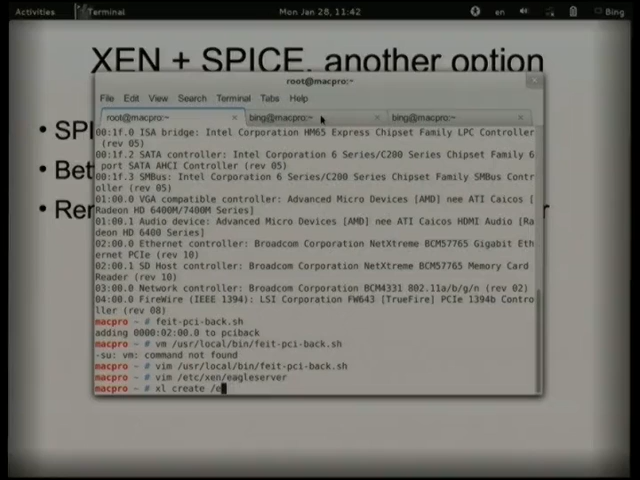 Activities Terminal Mon Jan 28, 11:42 en Bing
XEN + SPICE, another option
root@macpro:~
File Edit View Search Terminal Tabs Help
root@macpro:~ × bing@macpro:~ × bing@macpro:~ ×
• SPI
• Bet
• Rer
00:1f.0 ISA bridge: Intel Corporation HM65 Express Chipset Family LPC Controller
(rev 05)
00:1f.2 SATA controller: Intel Corporation 6 Series/C200 Series Chipset Family 6
port SATA AHCI Controller (rev 05)
00:1f.3 SMBus: Intel Corporation 6 Series/C200 Series Chipset Family SMBus Contr
oller (rev 05)
01:00.0 VGA compatible controller: Advanced Micro Devices [AMD] nee ATI Caicos [
Radeon HD 6400M/7400M Series]
01:00.1 Audio device: Advanced Micro Devices [AMD] nee ATI Caicos HDMI Audio [Ra
deon HD 6400 Series]
02:00.0 Ethernet controller: Broadcom Corporation NetXtreme BCM57765 Gigabit Eth
ernet PCIe (rev 10)
02:00.1 SD Host controller: Broadcom Corporation NetXtreme BCM57765 Memory Card
Reader (rev 10)
03:00.0 Network controller: Broadcom Corporation BCM4331 802.11a/b/g/n (rev 02)
04:00.0 FireWire (IEEE 1394): LSI Corporation FW643 [TrueFire] PCIe 1394b Contro
ller (rev 08)
macpro ~ # feit-pci-back.sh
adding 0000:02:00.0 to pciback
macpro ~ # vm /usr/local/bin/feit-pci-back.sh
-su: vm: command not found
macpro ~ # vim /usr/local/bin/feit-pci-back.sh
macpro ~ # vim /etc/xen/eagleserver
macpro ~ # xl create /e